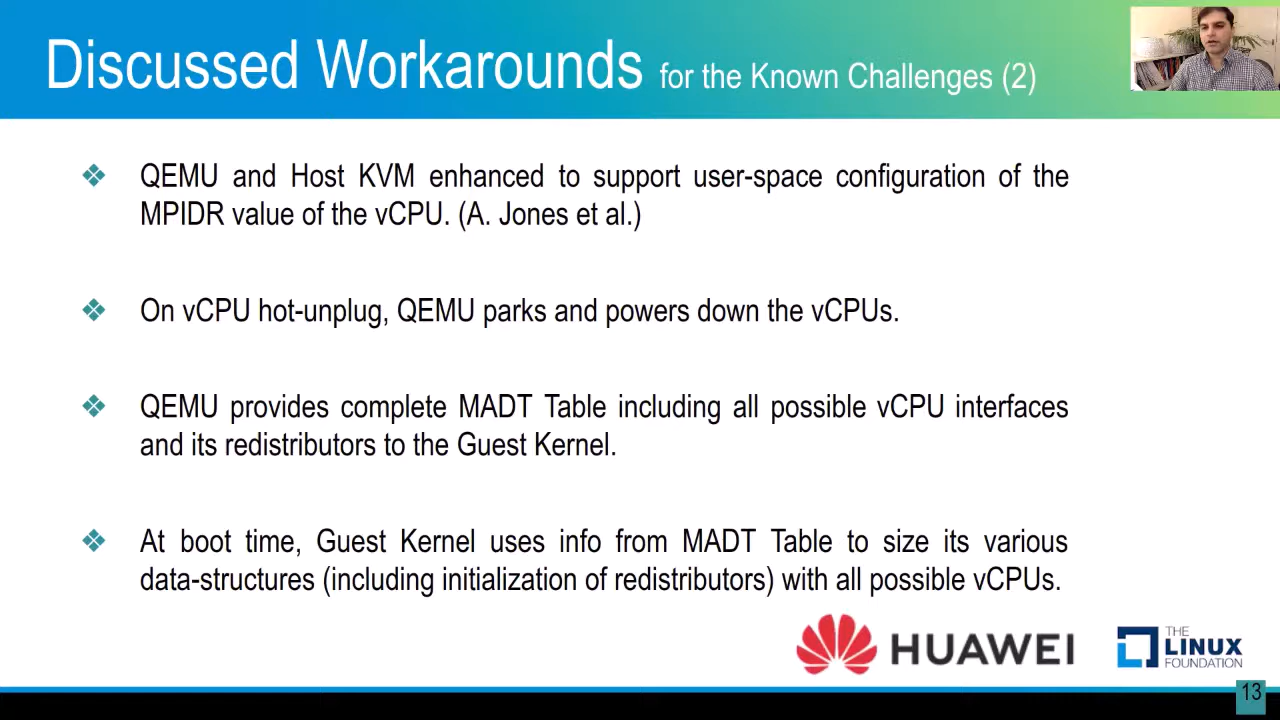 Discussed Workarounds for the Known Challenges (2)
QEMU and Host KVM enhanced to support user-space configuration of the
MPIDR value of the vCPU. (A. Jones et al.)
On vCPU hot-unplug, QEMU parks and powers down the vCPUs.
QEMU provides complete MADT Table including all possible vCPU interfaces
and its redistributors to the Guest Kernel.
At boot time, Guest Kernel uses info from MADT Table to size its various
data-structures (including initialization of redistributors) with all possible vCPUs.
HUAWEI
THE
LINUX
FOUNDATION
13